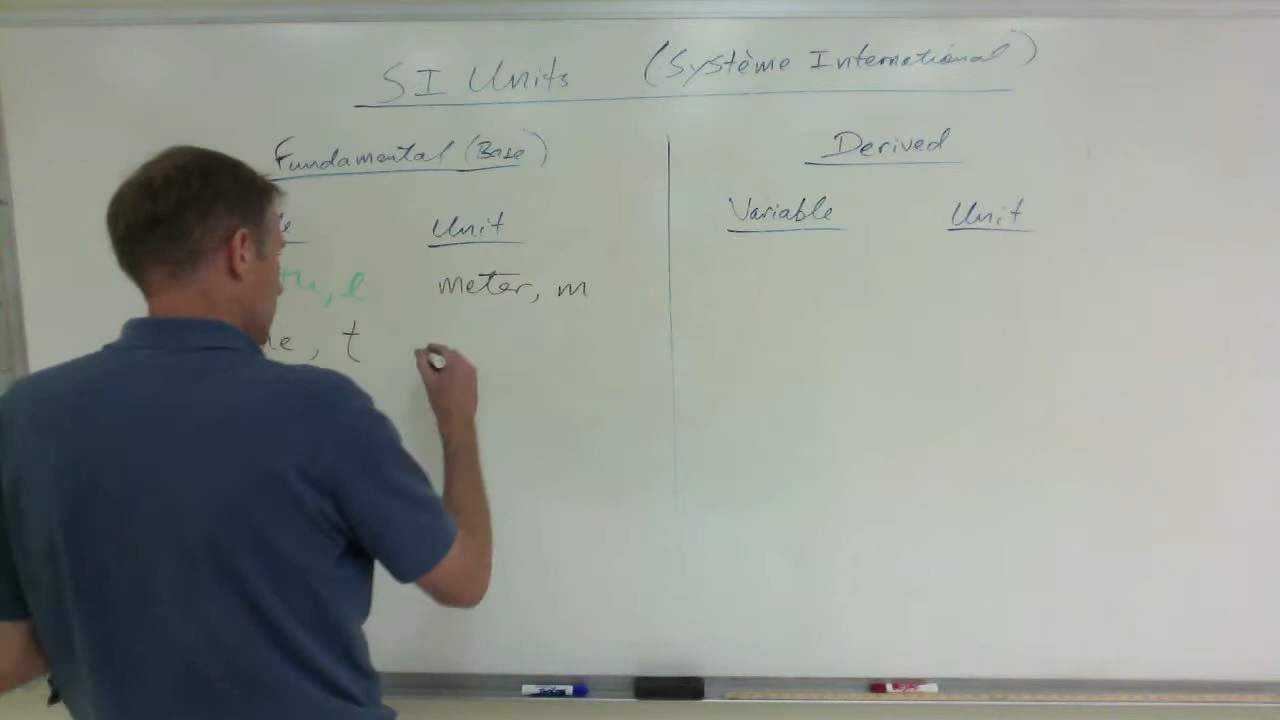 SI Units (Système International)
Fundamental (Base)
Derived
Unit
Variable Unit
l meter, m
, t